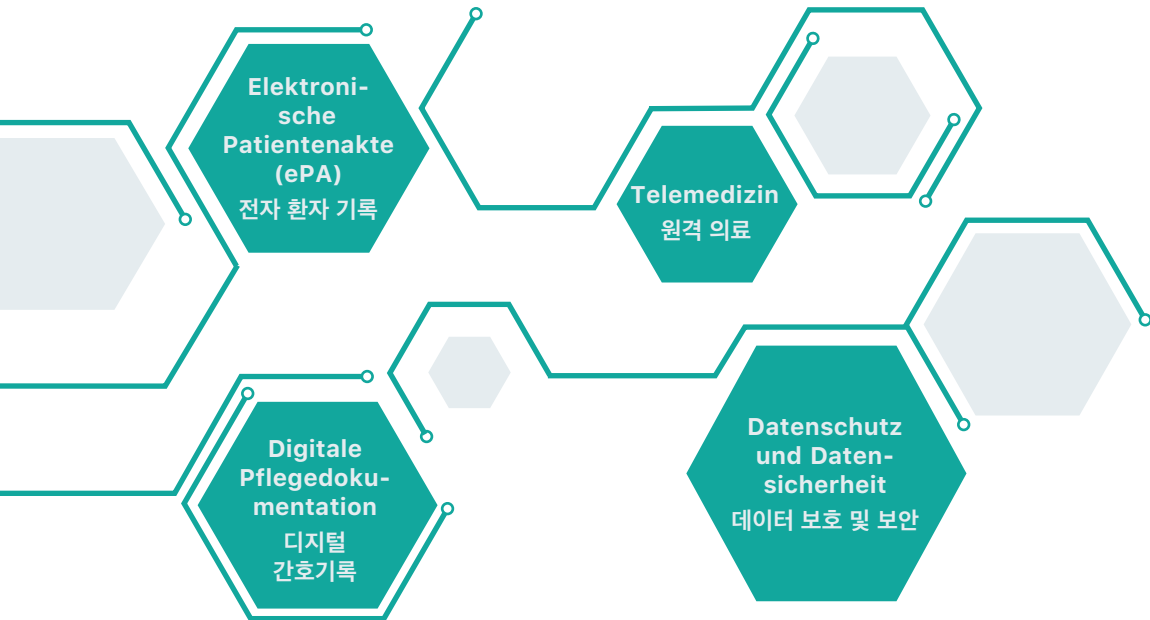 Elektroni-
sche
Patientenakte
(ePA)
전자 환자 기록
Telemedizin
원격 의료
Digitale
Pflegedoku-
mentation
디지털
간호기록
Datenschutz
und Daten-
sicherheit
데이터 보호 및 보안